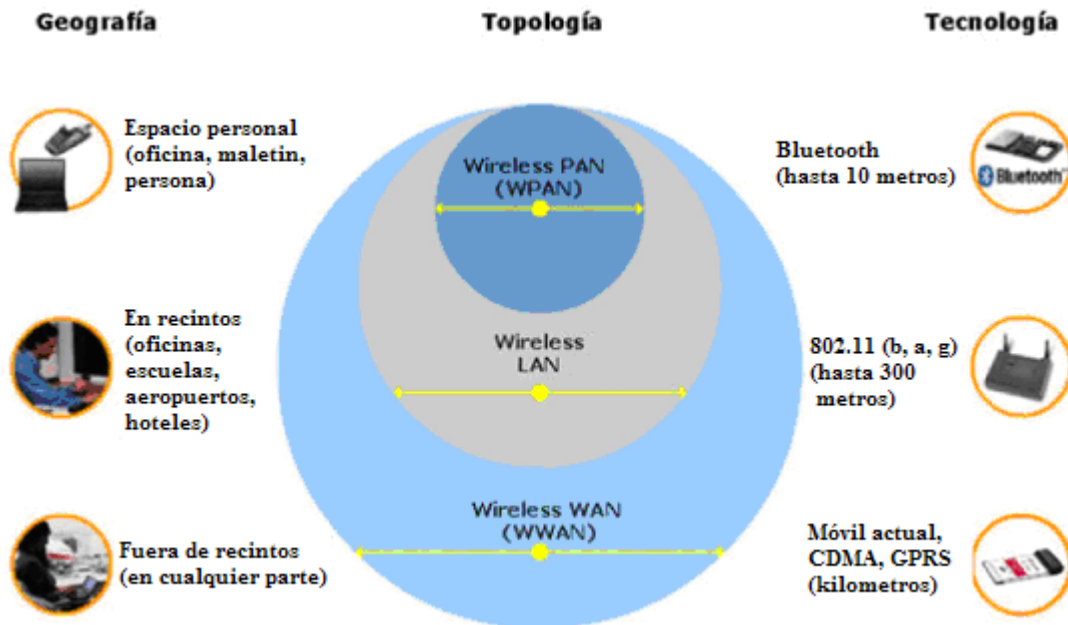 Geografía
Topología
Tecnología
Espacio personal
(oficina, maletin,
persona)
Wireless PAN
(WPAN)
Bluetooth
(hasta 10 metros)
Bluetooth™
En recintos
(oficinas,
escuelas,
aeropuertos,
hoteles)
Wireless
LAN
802.11 (b, a, g)
(hasta 300
metros)
Fuera de recintos
(en cualquier parte)
Wireless WAN
(WWAN)
Móvil actual,
CDMA, GPRS
(kilometros)